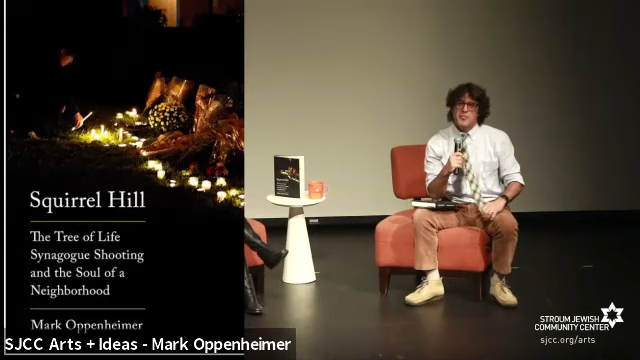 Squirrel Hill
The Tree of Life
Synagogue Shooting
and the Soul of a
Neighborhood
Mark Oppenheimer
SJCC Arts + Ideas - Mark Oppenheimer
STROUM JEWISH
COMMUNITY CENTER
sjcc.org/arts